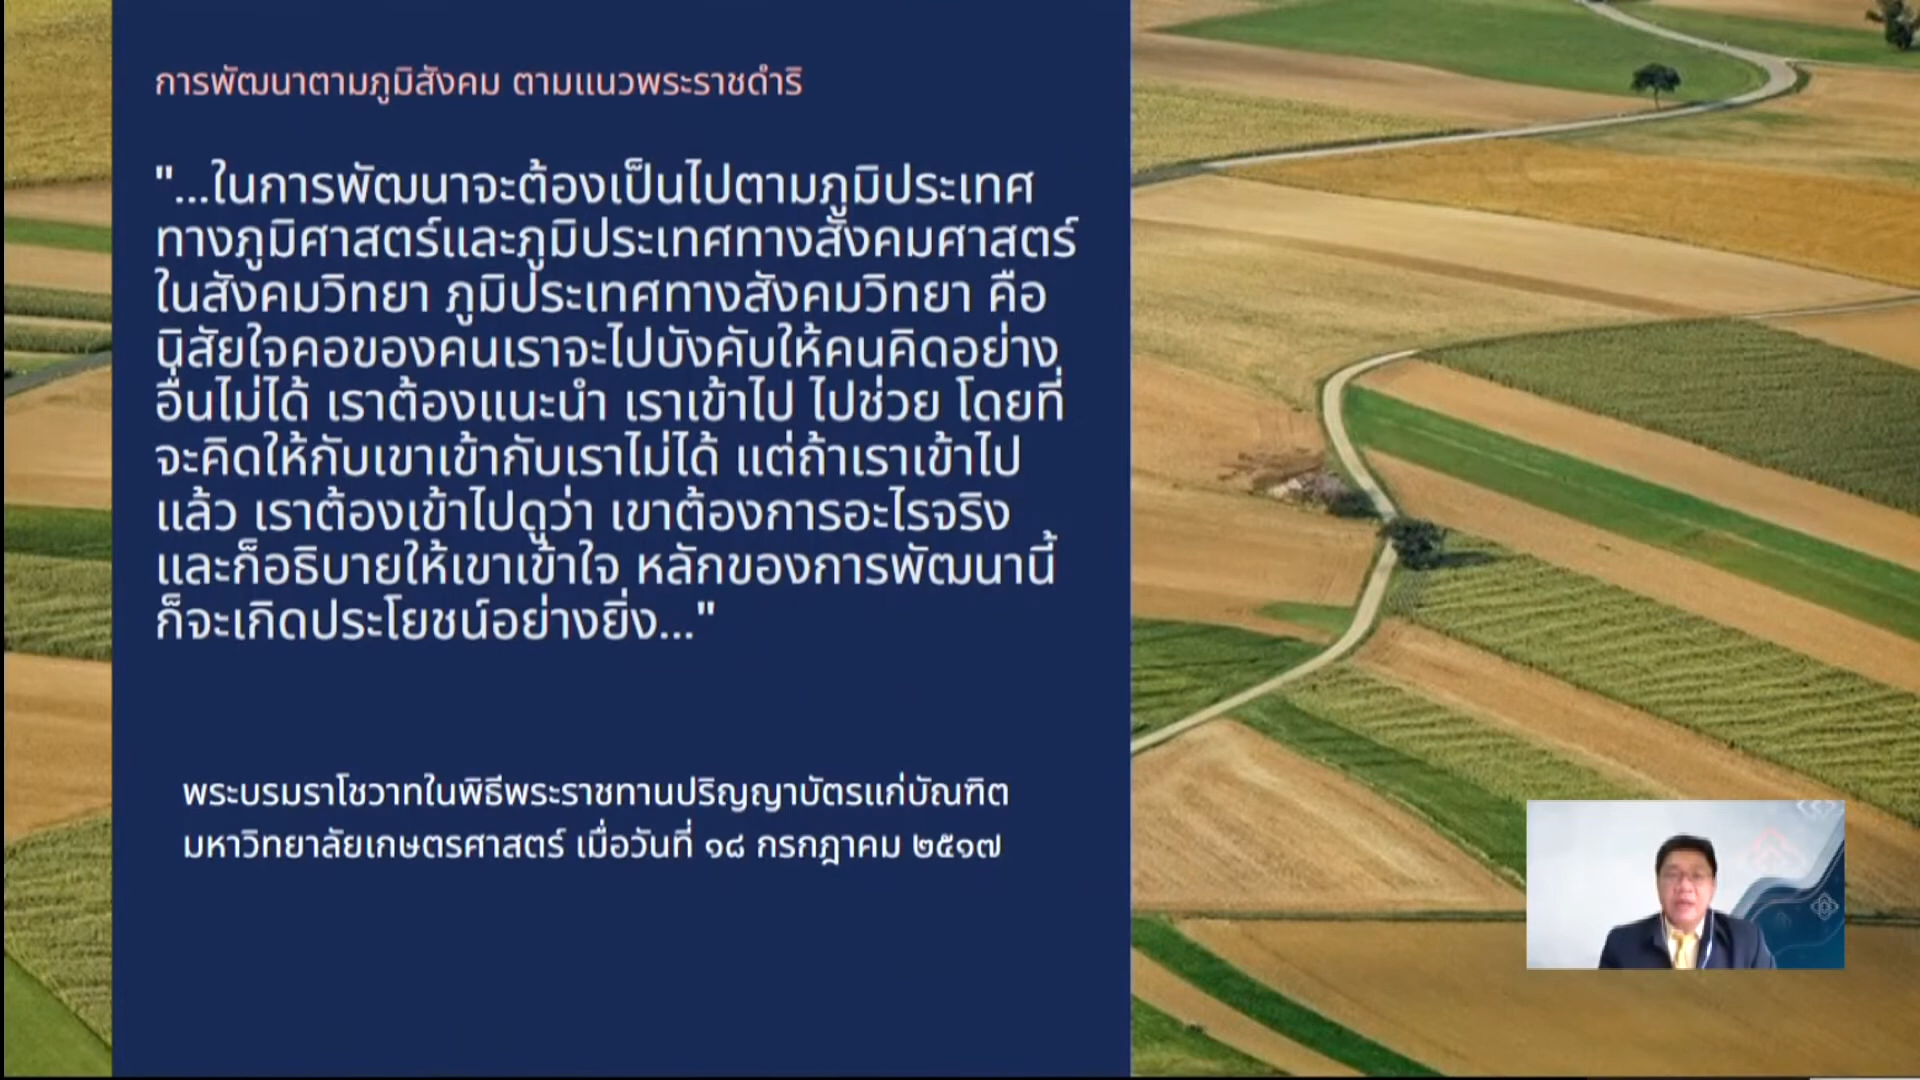 การพัฒนาตามภูมิสังคม ตามแนวพระราชดำริ
"...ในการพัฒนาจะต้องเป็นไปตามภูมิประเทศ
ทางภูมิศาสตร์และภูมิประเทศทางสังคมศาสตร์
ในสังคมวิทยา ภูมิประเทศทางสังคมวิทยา คือ
นิสัยใจคอของคนเราจะไปบังคับให้คนคิดอย่าง
อื่นไม่ได้ เราต้องแนะนำ เราเข้าไป ไปช่วย โดยที่
จะคิดให้กับเขาเข้ากับเราไม่ได้ แต่ถ้าเราเข้าไป
แล้ว เราต้องเข้าไปดูว่า เขาต้องการอะไรจริง
และก็อธิบายให้เขาเข้าใจ หลักของการพัฒนานี้
ก็จะเกิดประโยชน์อย่างยิ่ง..."
พระบรมราโชวาทในพิธีพระราชทานปริญญาบัตรแก่บัณฑิต
มหาวิทยาลัยเกษตรศาสตร์ เมื่อวันที่ ๑๘ กรกฎาคม ๒๕๑๗